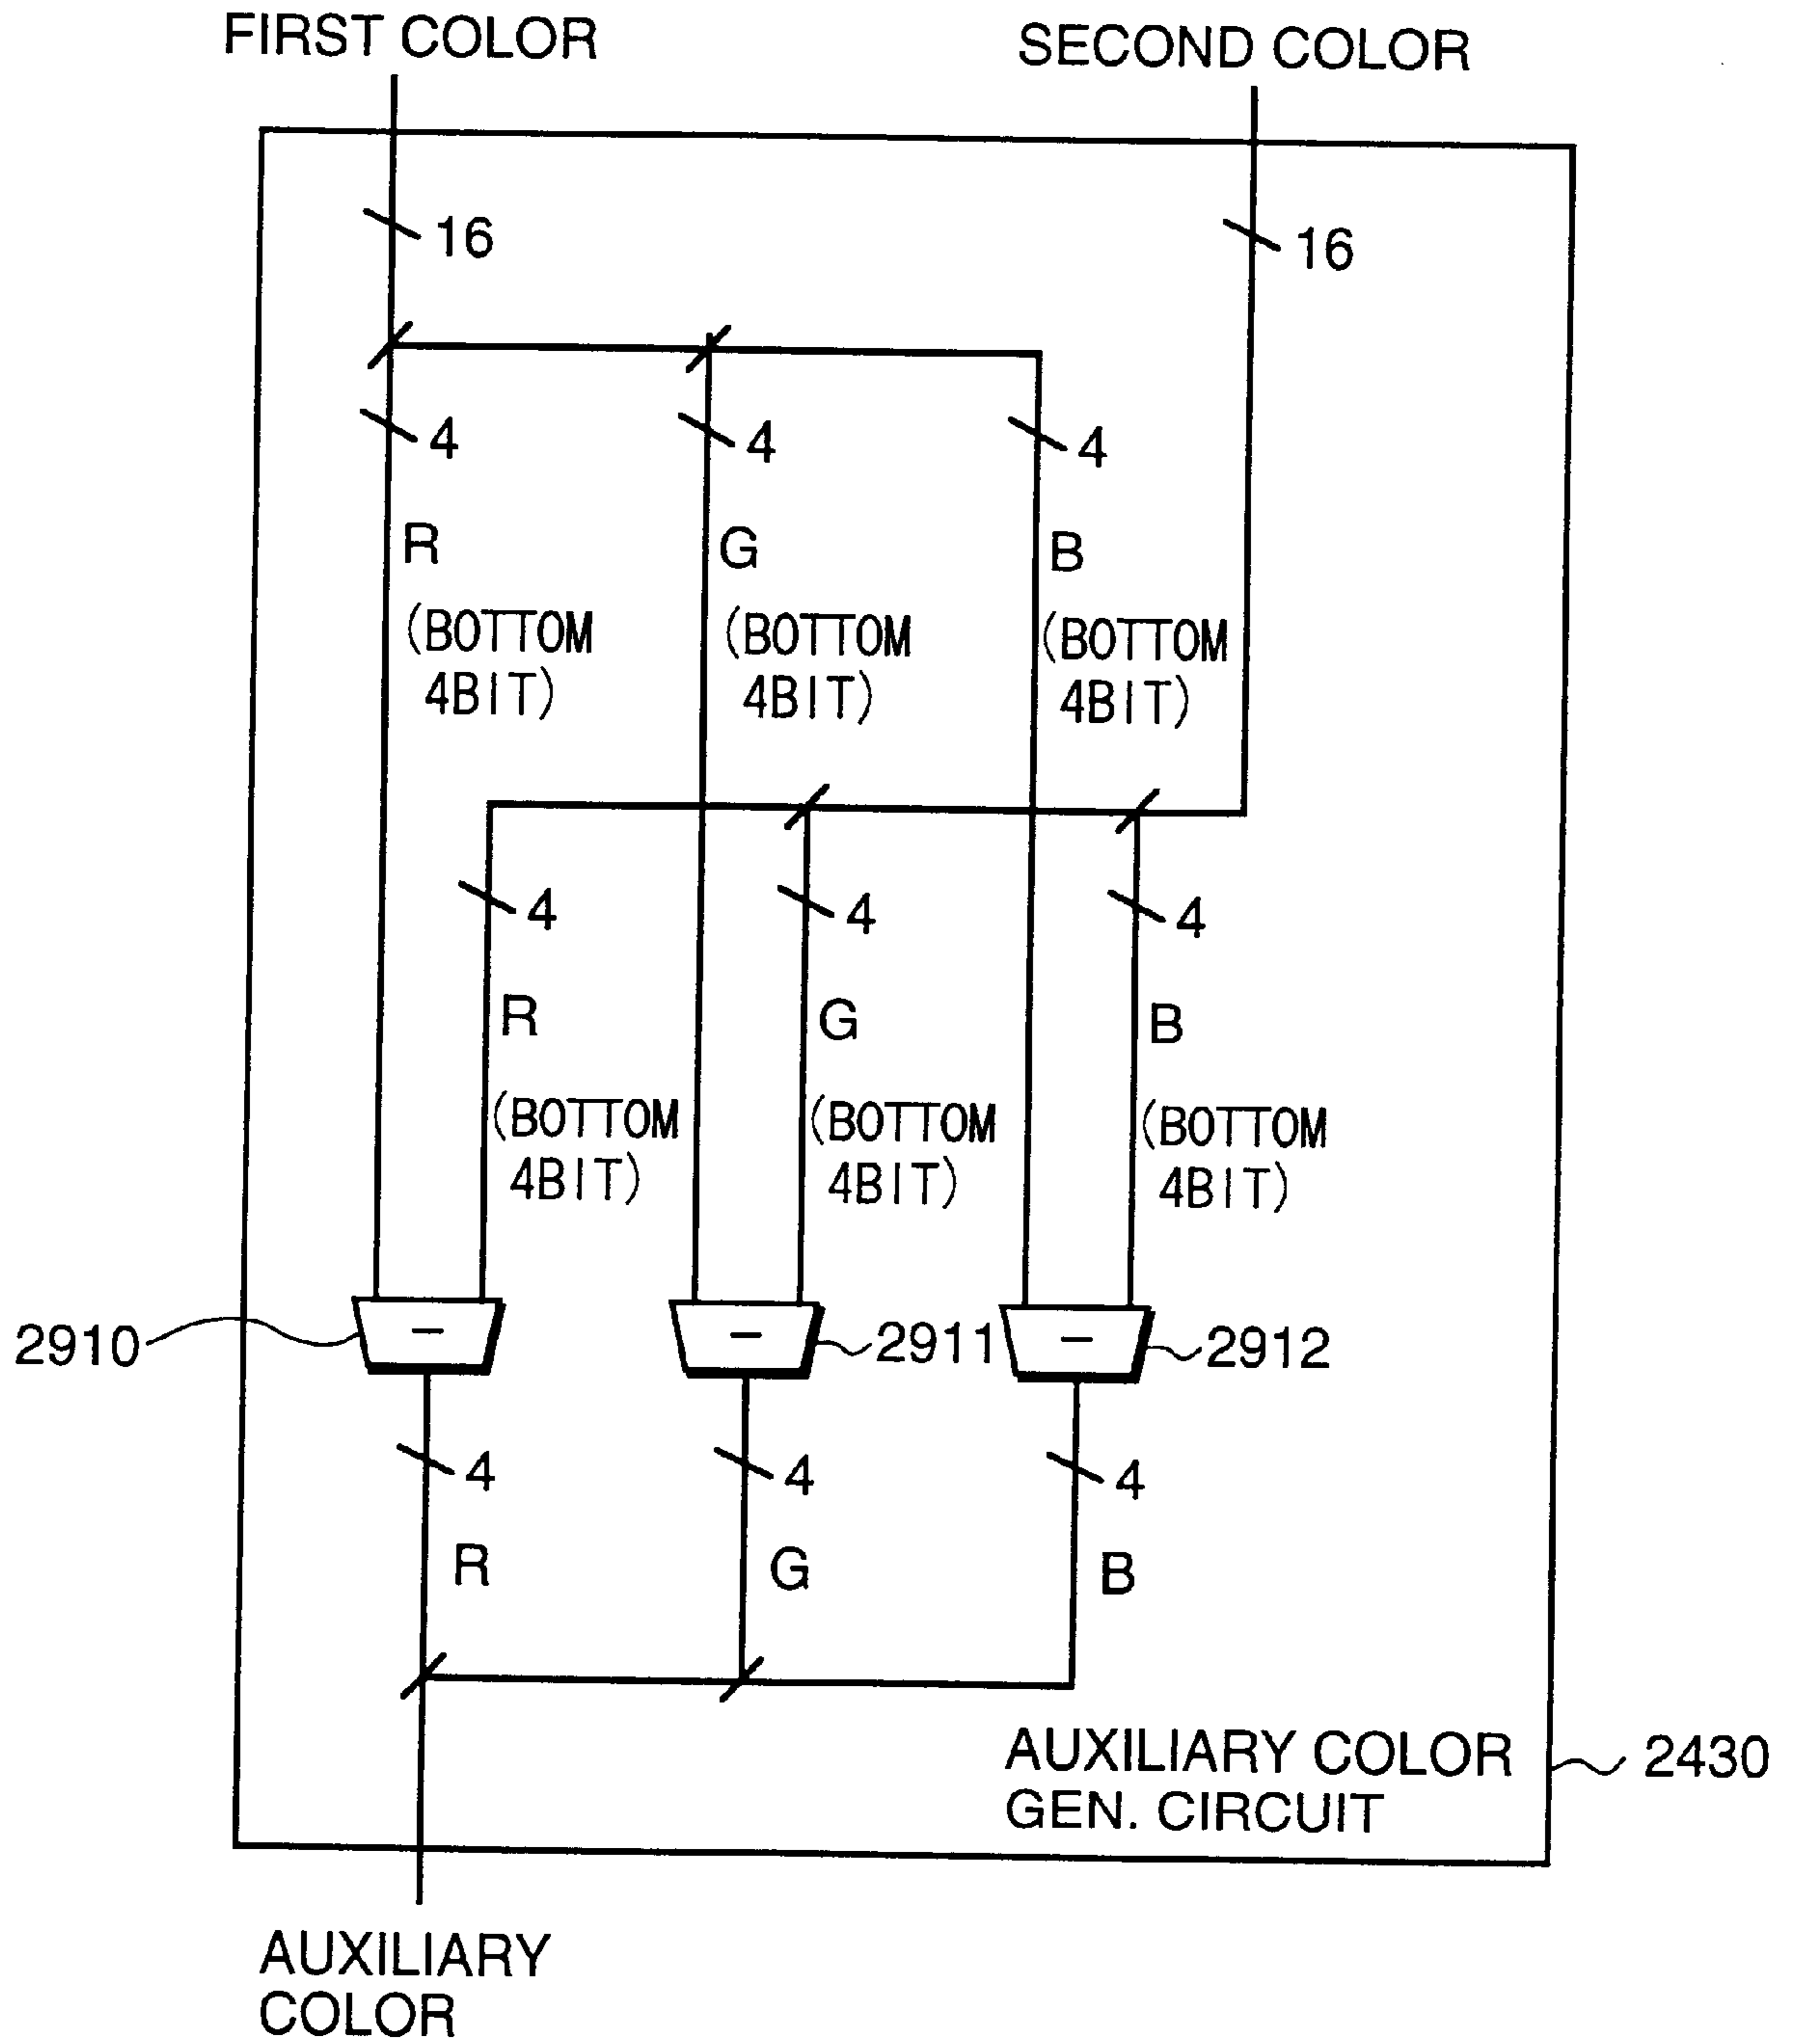 FIRST COLOR
SECOND COLOR
16
16
4
4
4
R
G
B
(BOTTOM
4BIT)
(BOTTOM
4BIT)
(BOTTOM
4BIT)
4
4
4
R
G
B
(BOTTOM
4BIT)
(BOTTOM
4BIT)
(BOTTOM
4BIT)
2910
−
−
2911
−
2912
4
4
4
R
G
B
AUXILIARY COLOR
GEN. CIRCUIT
2430
AUXILIARY
COLOR